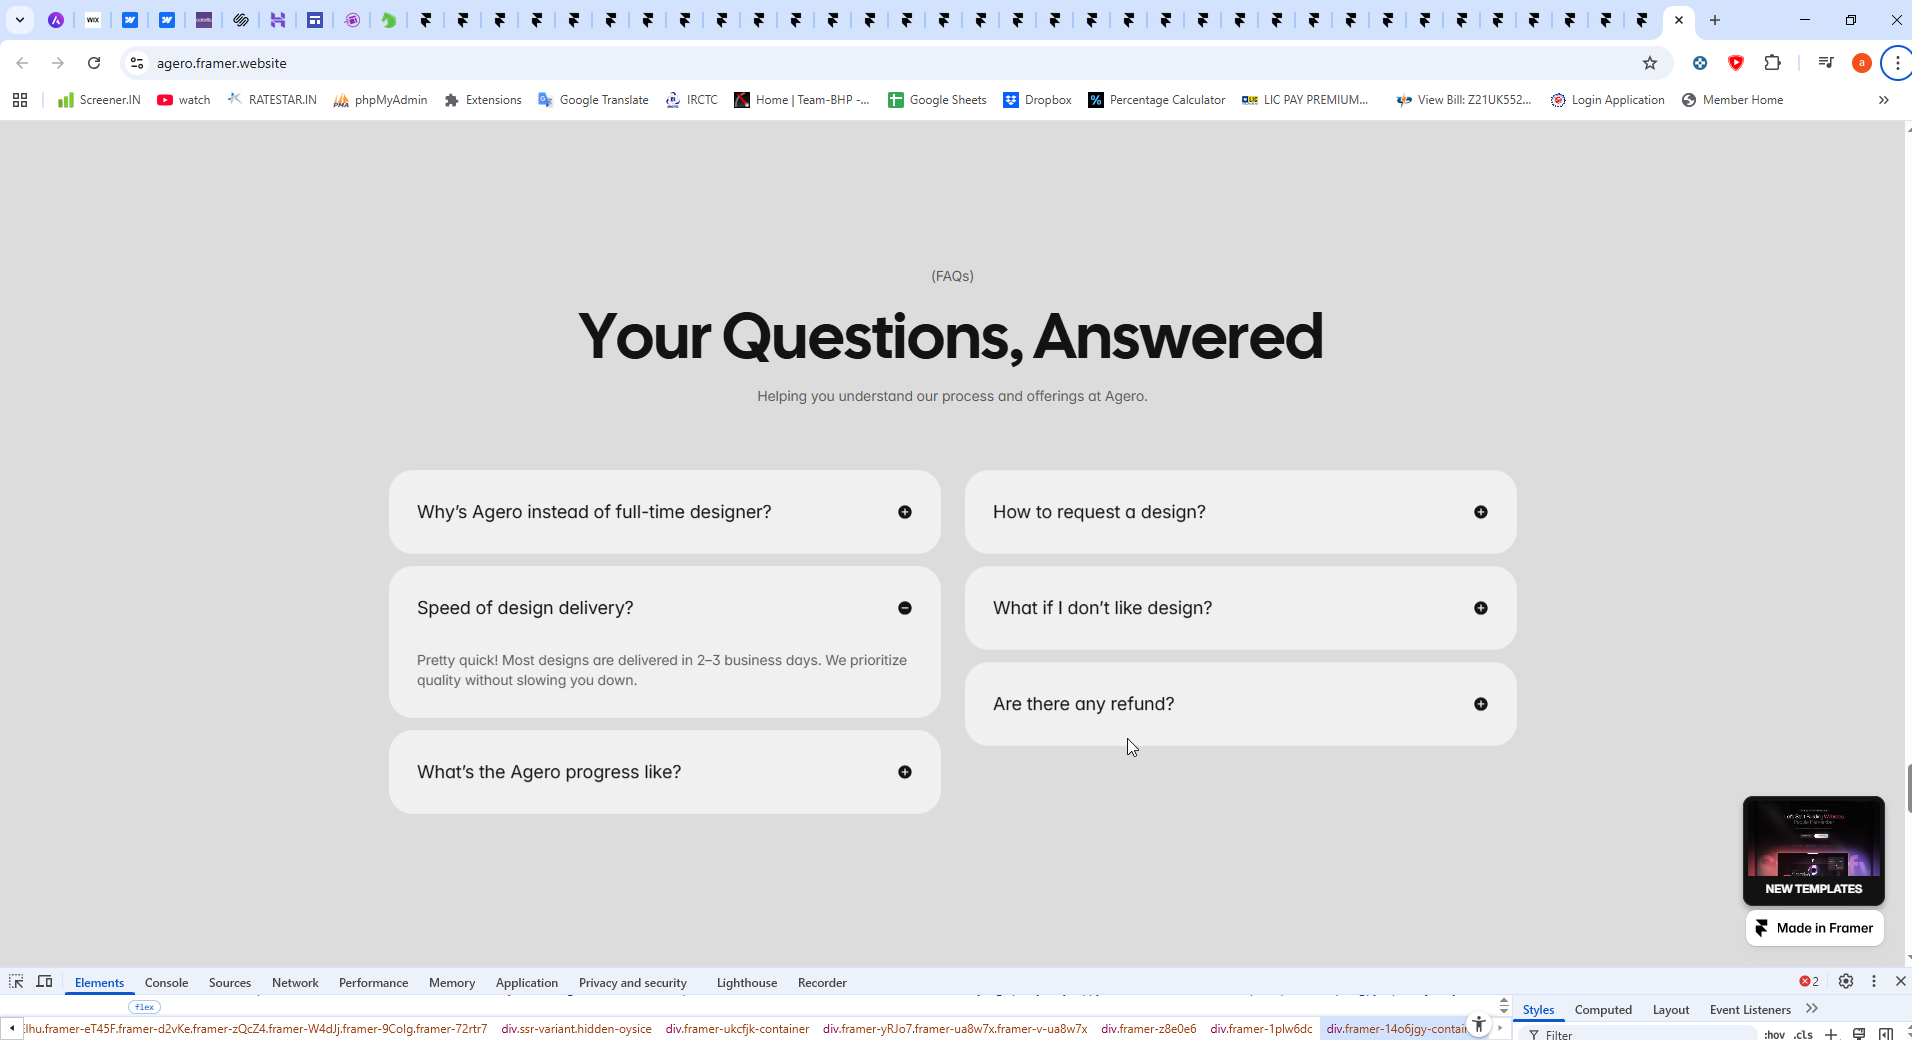 agero.framer.website
Screener.IN watch RATESTAR.IN phpMyAdmin Extensions Google Translate IRCTC Home | Team-BHP -... Google Sheets Dropbox Percentage Calculator LIC PAY PREMIUM... View Bill: Z21UK552... Login Application Member Home
(FAQs)
Your Questions, Answered
Helping you understand our process and offerings at Agero.
Why’s Agero instead of full-time designer?
Speed of design delivery?
Pretty quick! Most designs are delivered in 2–3 business days. We prioritize
quality without slowing you down.
What’s the Agero progress like?
How to request a design?
What if I don’t like design?
Are there any refund?
NEW TEMPLATES
Made in Framer
Elements Console Sources Network Performance Memory Application Privacy and security Lighthouse Recorder 2
flex
.framer-eT45F.framer-d2vKe.framer-zQcZ4.framer-W4dJj.framer-9Colg.framer-72rtr7 div.ssr-variant.hidden-oysice div.framer-ukcfjk-container div.framer-yRJo7.framer-ua8w7x.framer-v-ua8w7x div.framer-z8e0e6 div.framer-1plw6dc div.framer-14o6jgy-contai
Styles Computed Layout Event Listeners
Filter :hov .cls